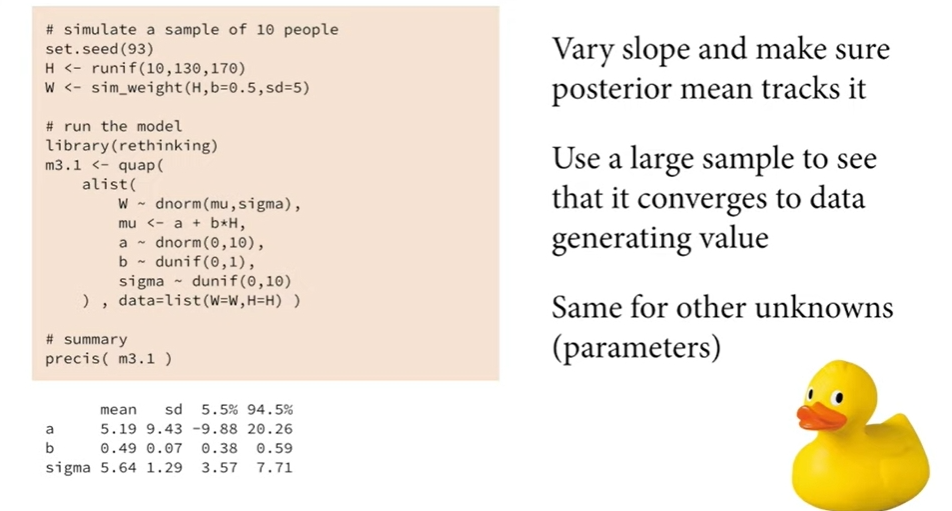 # simulate a sample of 10 people
set.seed(93)
H <- runif(10,130,170)
W <- sim_weight(H,b=0.5,sd=5)
# run the model
library(rethinking)
m3.1 <- quap(
    alist(
        W ~ dnorm(mu,sigma),
        mu <- a + b*H,
        a ~ dnorm(0,10),
        b ~ dunif(0,1),
        sigma ~ dunif(0,10)
    ) , data=list(W=W,H=H) )
# summary
precis( m3.1 )
      mean   sd  5.5% 94.5%
a     5.19 9.43 -9.88 20.26
b     0.49 0.07  0.38  0.59
sigma 5.64 1.29  3.57  7.71
Vary slope and make sure
posterior mean tracks it
Use a large sample to see
that it converges to data
generating value
Same for other unknowns
(parameters)